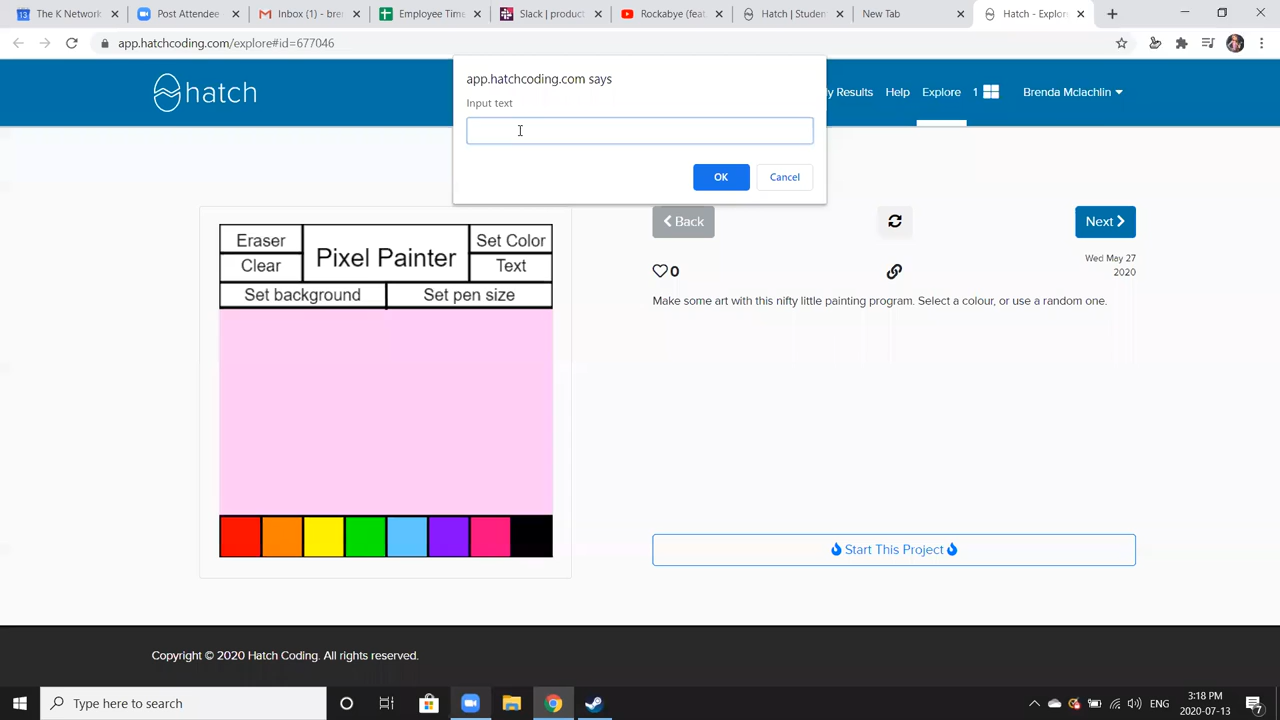 13 The K Network
Post Attendee
Inbox (1) - bre
Employee Time
Slack | product
Rockabye (feat.
Hatch | Studen
New Tab
Hatch - Explor
app.hatchcoding.com/explore#id=677046
hatch
y Results
Help
Explore
1
Brenda Mclachlin
app.hatchcoding.com says
Input text
OK
Cancel
Back
Next
Eraser
Pixel Painter
Set Color
Clear
Text
Set background
Set pen size
0
Wed May 27
2020
Make some art with this nifty little painting program. Select a colour, or use a random one.
Start This Project
Copyright © 2020 Hatch Coding. All rights reserved.
Type here to search
ENG
3:18 PM
2020-07-13
7